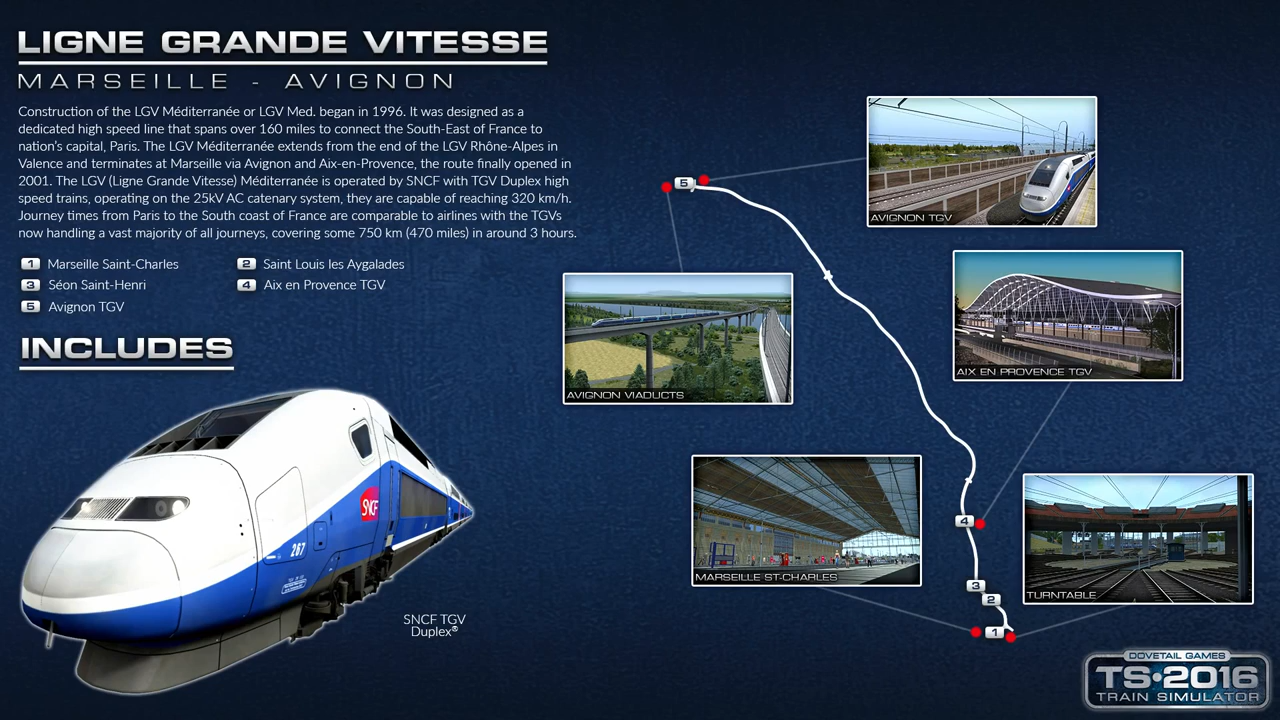 LIGNE GRANDE VITESSE
MARSEILLE - AVIGNON
Construction of the LGV Méditerranée or LGV Med. began in 1996. It was designed as a
dedicated high speed line that spans over 160 miles to connect the South-East of France to
nation's capital, Paris. The LGV Méditerranée extends from the end of the LGV Rhône-Alpes in
Valence and terminates at Marseille via Avignon and Aix-en-Provence, the route finally opened in
2001. The LGV (Ligne Grande Vitesse) Méditerranée is operated by SNCF with TGV Duplex high
speed trains, operating on the 25kV AC catenary system, they are capable of reaching 320 km/h.
Journey times from Paris to the South coast of France are comparable to airlines with the TGVs
now handling a vast majority of all journeys, covering some 750 km (470 miles) in around 3 hours.
1 Marseille Saint-Charles
2 Saint Louis les Aygalades
3 Séon Saint-Henri
4 Aix en Provence TGV
5 Avignon TGV
INCLUDES
SNCF
267
SNCF TGV
Duplex®
5
AVIGNON TGV
AVIGNON VIADUCTS
AIX EN PROVENCE TGV
MARSEILLE ST-CHARLES
4
TURNTABLE
3
2
1
DOVETAIL GAMES
TS•2016
TRAIN SIMULATOR